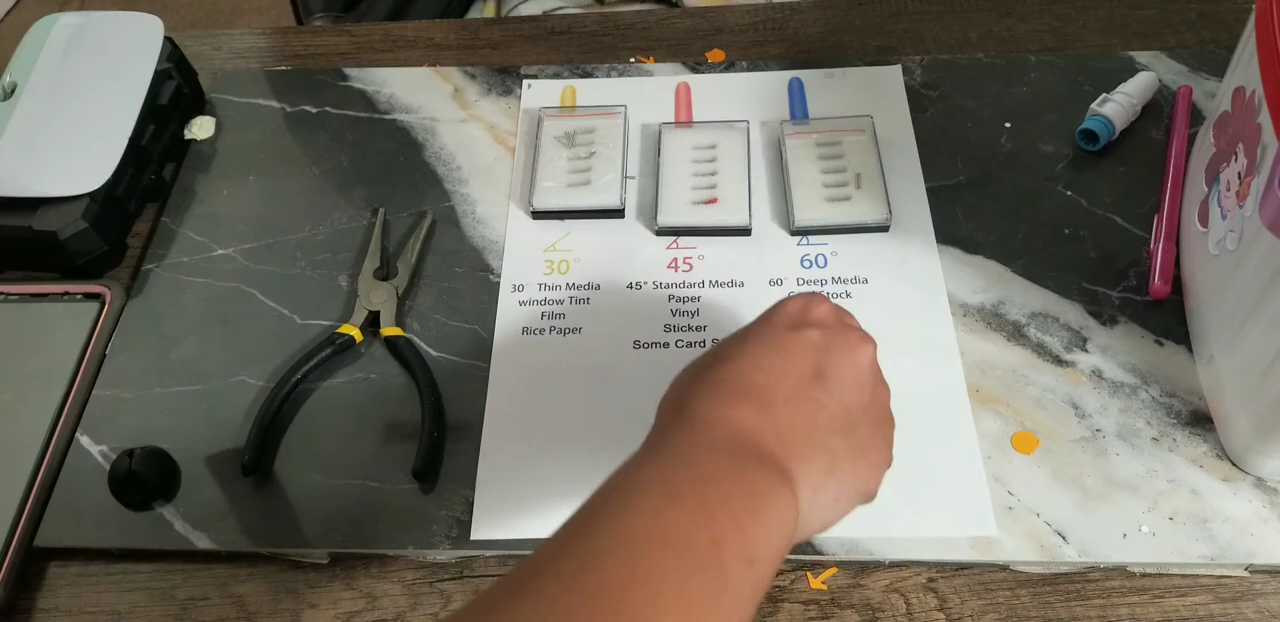 30°
30° Thin Media
window Tint
Film
Rice Paper
45°
45° Standard Media
Paper
Vinyl
Sticker
Some Card
60°
60° Deep Media
Stock